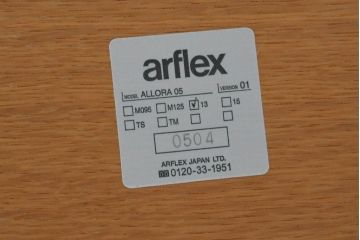 arflex
MODEL ALLORA 05 VERSION 01
M095 M125 13 15
TS TM
0504
ARFLEX JAPAN LTD.
0120-33-1951